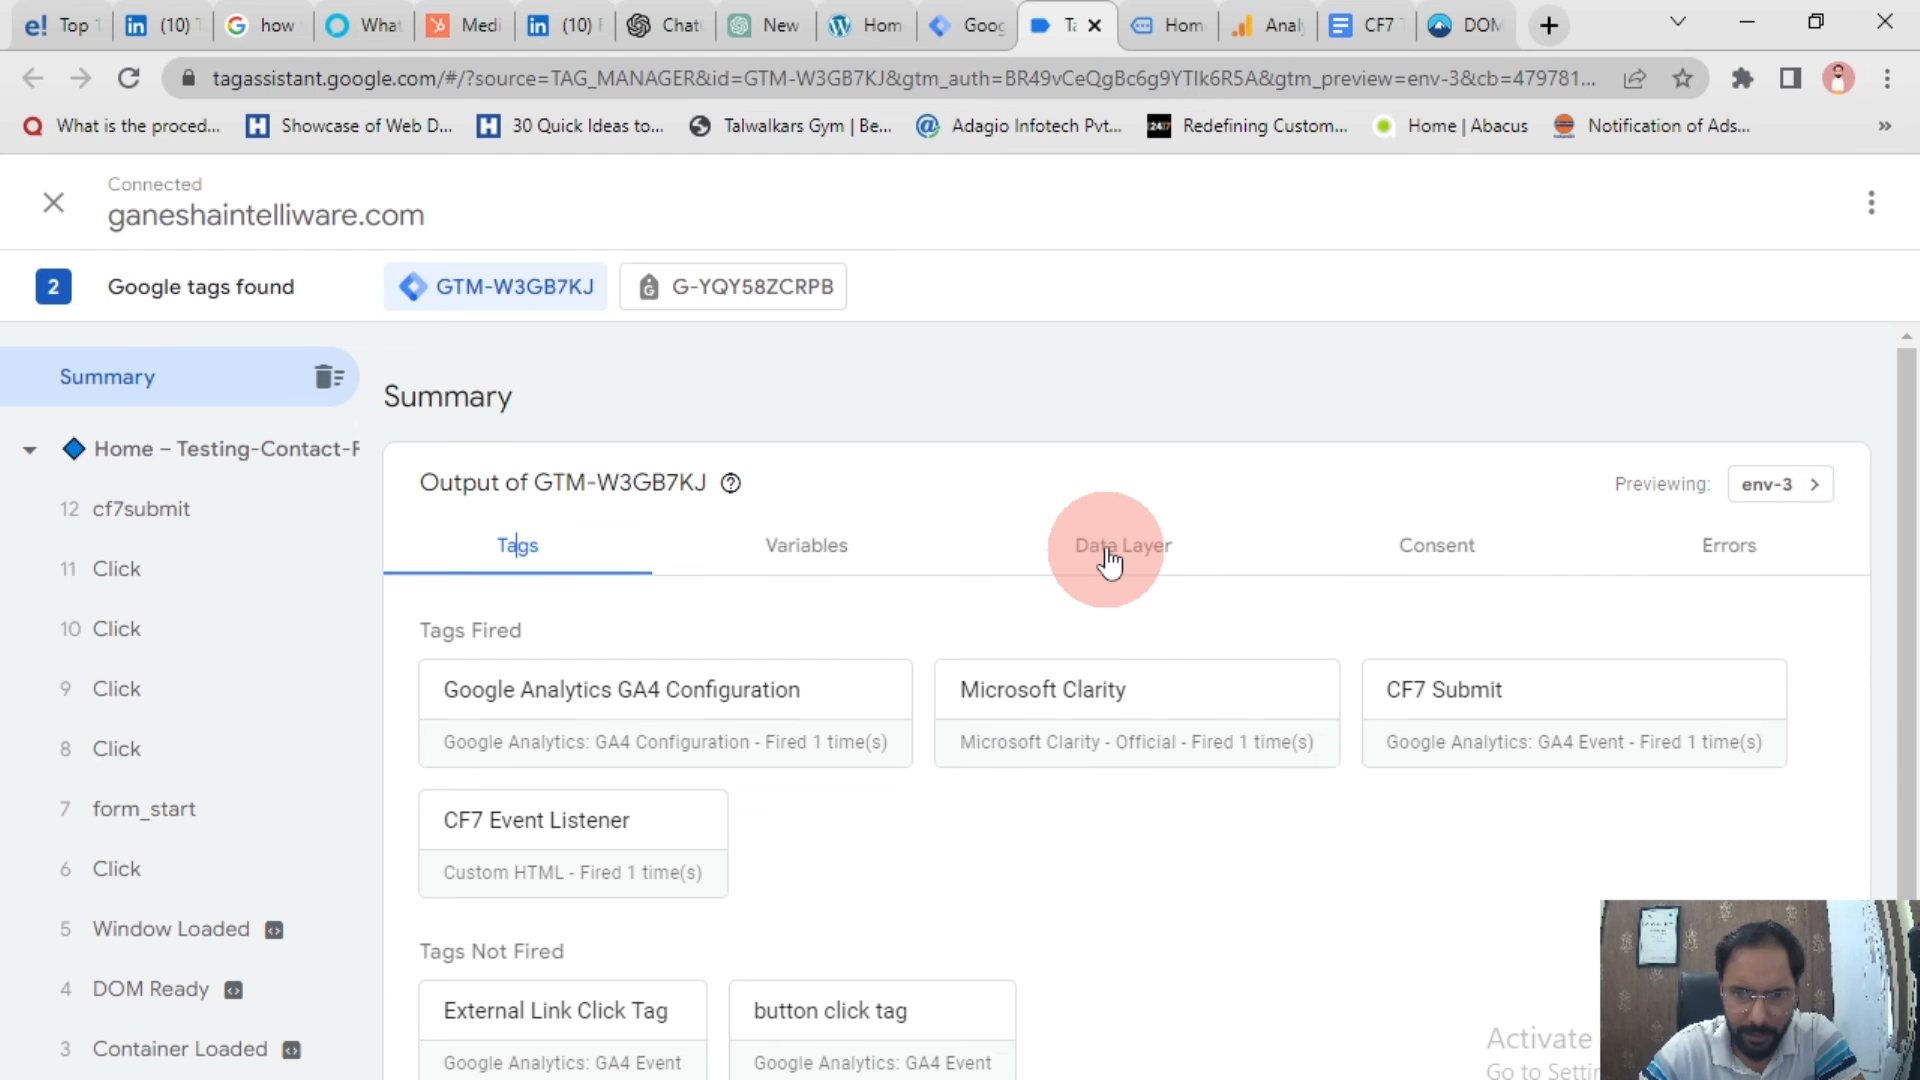 e! Top
in (10)
G how
What
Medi
in (10) F
Chat
New
Hom
Goog
Ta
Hom
Analy
CF7 T
DOM
tagassistant.google.com/#/?source=TAG_MANAGER&id=GTM-W3GB7KJ&gtm_auth=BR49vCeQgBc6g9YTlk6R5A&gtm_preview=env-3&cb=479781...
What is the proced...
Showcase of Web D...
30 Quick Ideas to...
Talwalkars Gym | Be...
Adagio Infotech Pvt...
24/7 Redefining Custom...
Home | Abacus
Notification of Ads...
Connected
ganeshaintelliware.com
2 Google tags found
GTM-W3GB7KJ
G-YQY58ZCRPB
Summary
Home – Testing-Contact-F
12 cf7submit
11 Click
10 Click
9 Click
8 Click
7 form_start
6 Click
5 Window Loaded
4 DOM Ready
3 Container Loaded
Summary
Output of GTM-W3GB7KJ
Previewing: env-3
Tags
Variables
Data Layer
Consent
Errors
Tags Fired
Google Analytics GA4 Configuration
Google Analytics: GA4 Configuration - Fired 1 time(s)
Microsoft Clarity
Microsoft Clarity - Official - Fired 1 time(s)
CF7 Submit
Google Analytics: GA4 Event - Fired 1 time(s)
CF7 Event Listener
Custom HTML - Fired 1 time(s)
Tags Not Fired
External Link Click Tag
Google Analytics: GA4 Event
button click tag
Google Analytics: GA4 Event
Activate
Go to Settin